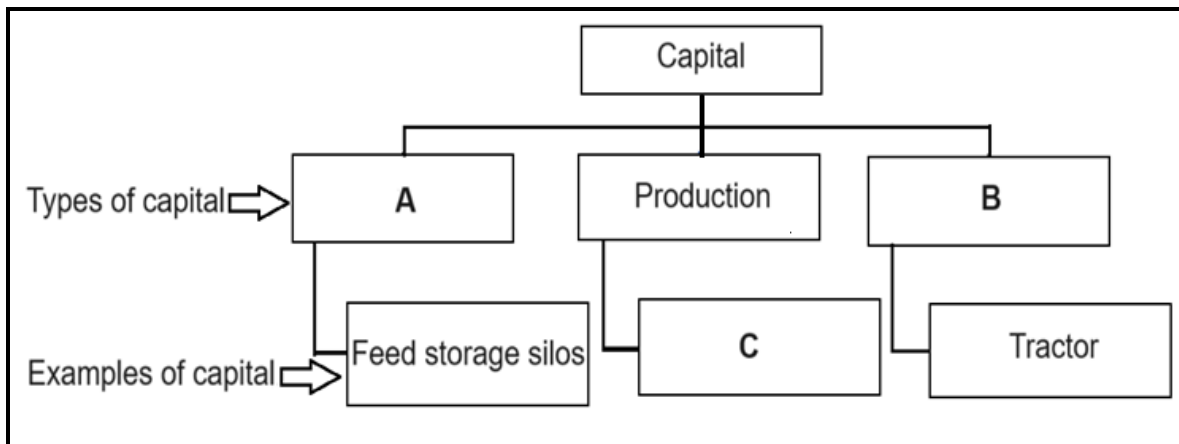 Capital
Types of capital
A
Production
B
Examples of capital
Feed storage silos
C
Tractor